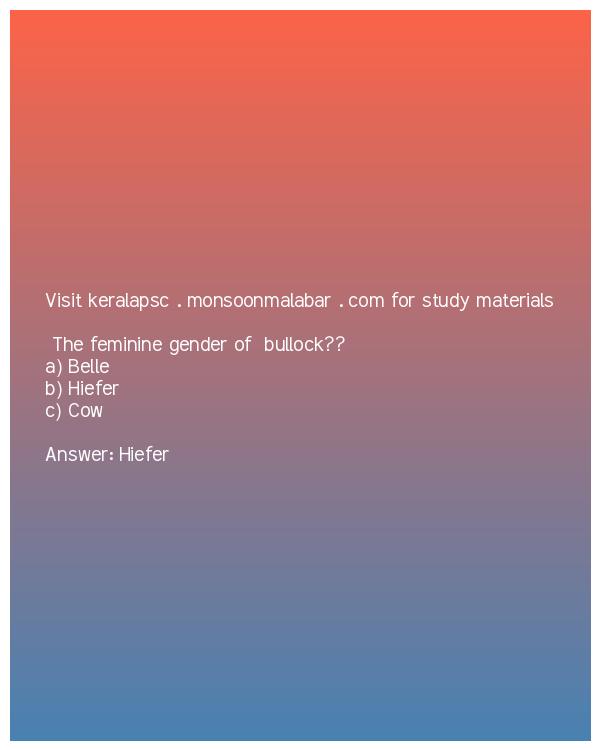 Visit keralapsc . monsoonmalabar . com for study materials
The feminine gender of bullock??
a) Belle
b) Hiefer
c) Cow
Answer: Hiefer